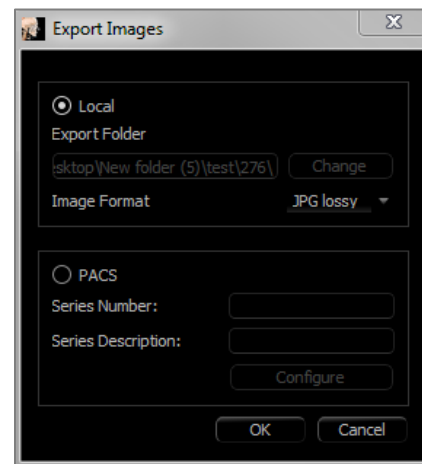 Export Images
Local
Export Folder
esktop\New folder (5)\test\276\ Change
Image Format JPG lossy
PACS
Series Number:
Series Description:
Configure
OK Cancel